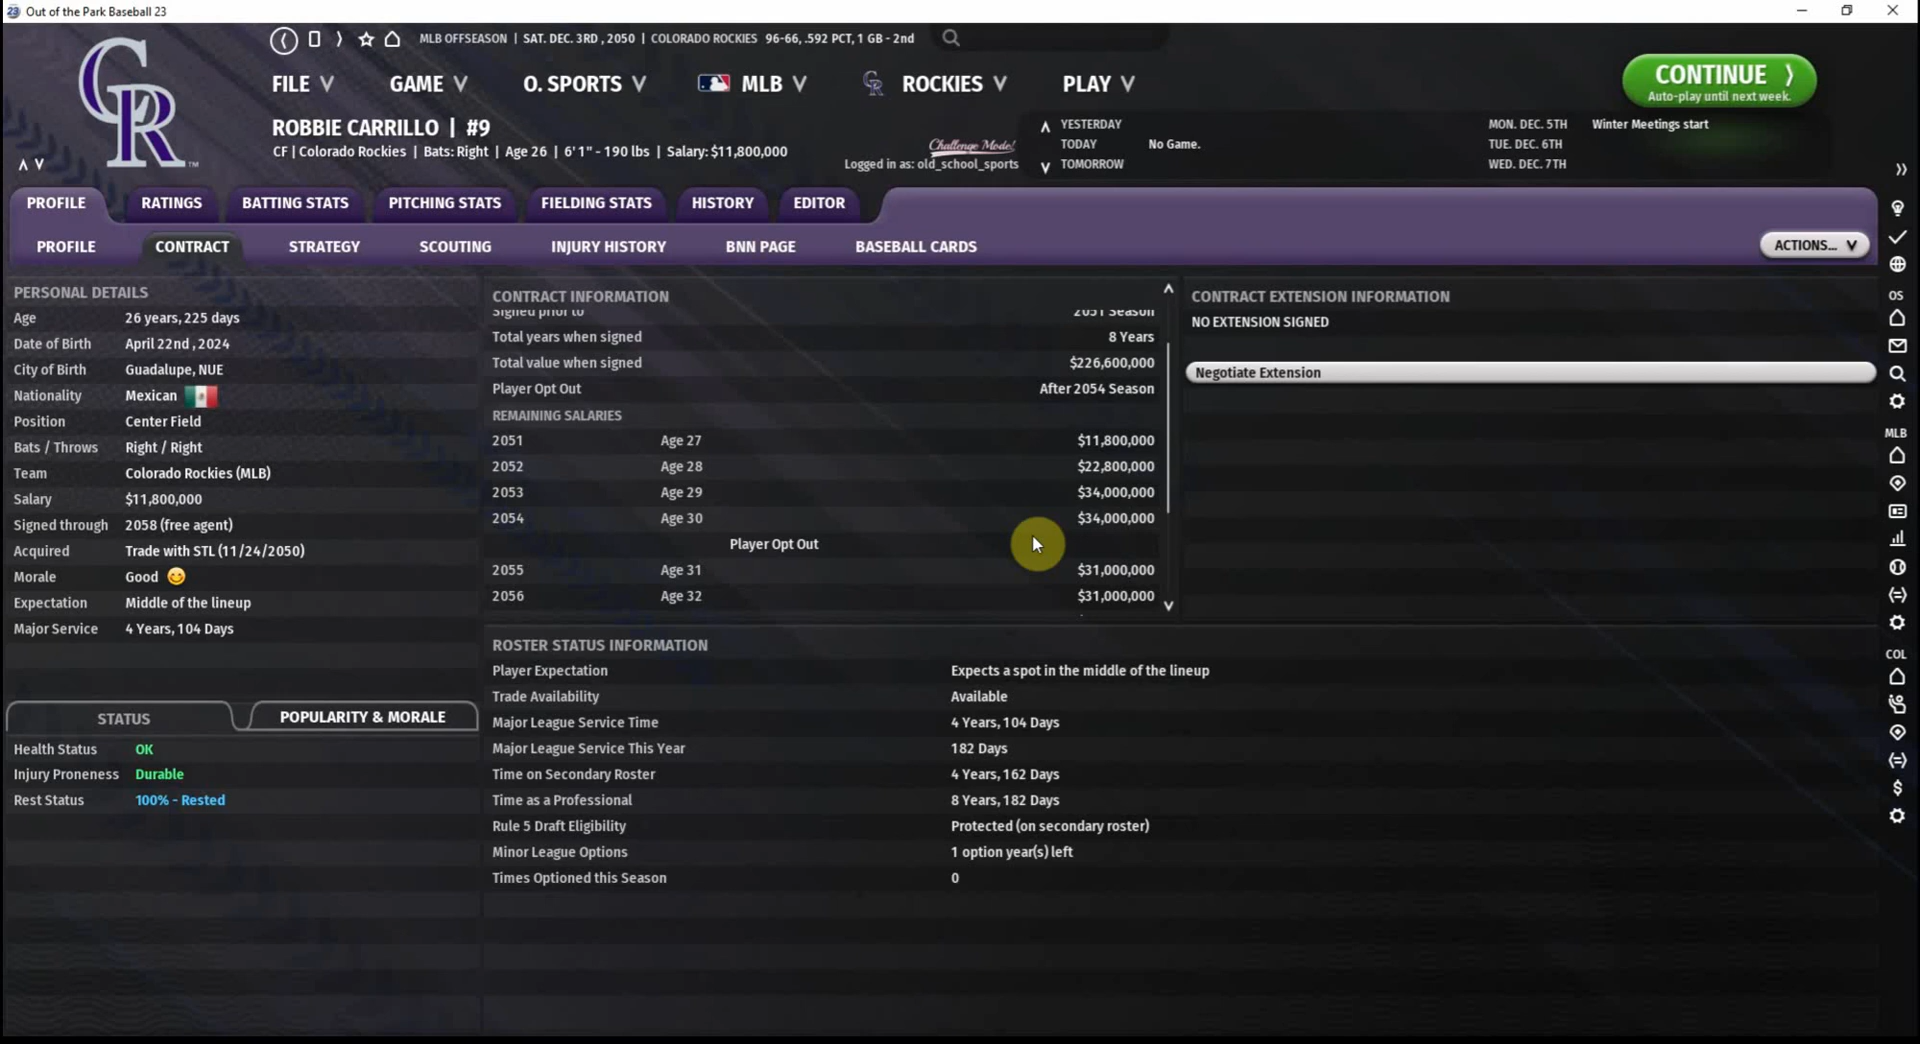 Out of the Park Baseball 23
MLB OFFSEASON | SAT. DEC. 3RD , 2050 | COLORADO ROCKIES 96-66, .592 PCT, 1 GB - 2nd
FILE GAME O. SPORTS MLB ROCKIES PLAY
CONTINUE
Auto-play until next week.
ROBBIE CARRILLO | #9
CF | Colorado Rockies | Bats: Right | Age 26 | 6' 1" - 190 lbs | Salary: $11,800,000
Challenge Mode!
Logged in as: old_school_sports
YESTERDAY
TODAY No Game.
TOMORROW
MON. DEC. 5TH Winter Meetings start
TUE. DEC. 6TH
WED. DEC. 7TH
PROFILE RATINGS BATTING STATS PITCHING STATS FIELDING STATS HISTORY EDITOR
PROFILE CONTRACT STRATEGY SCOUTING INJURY HISTORY BNN PAGE BASEBALL CARDS
ACTIONS...
PERSONAL DETAILS
Age 26 years, 225 days
Date of Birth April 22nd , 2024
City of Birth Guadalupe, NUE
Nationality Mexican
Position Center Field
Bats / Throws Right / Right
Team Colorado Rockies (MLB)
Salary $11,800,000
Signed through 2058 (free agent)
Acquired Trade with STL (11/24/2050)
Morale Good
Expectation Middle of the lineup
Major Service 4 Years, 104 Days
STATUS POPULARITY & MORALE
Health Status OK
Injury Proneness Durable
Rest Status 100% - Rested
CONTRACT INFORMATION
Signed prior to 2051 Season
Total years when signed 8 Years
Total value when signed $226,600,000
Player Opt Out After 2054 Season
REMAINING SALARIES
2051 Age 27 $11,800,000
2052 Age 28 $22,800,000
2053 Age 29 $34,000,000
2054 Age 30 $34,000,000
Player Opt Out
2055 Age 31 $31,000,000
2056 Age 32 $31,000,000
CONTRACT EXTENSION INFORMATION
NO EXTENSION SIGNED
Negotiate Extension
ROSTER STATUS INFORMATION
Player Expectation Expects a spot in the middle of the lineup
Trade Availability Available
Major League Service Time 4 Years, 104 Days
Major League Service This Year 182 Days
Time on Secondary Roster 4 Years, 162 Days
Time as a Professional 8 Years, 182 Days
Rule 5 Draft Eligibility Protected (on secondary roster)
Minor League Options 1 option year(s) left
Times Optioned this Season 0
OS
MLB
COL